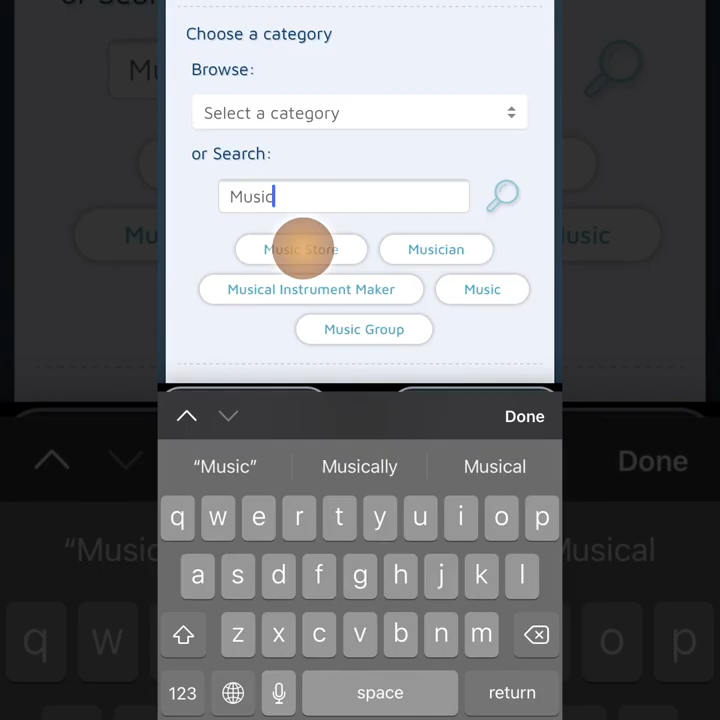 Choose a category
Browse:
Select a category
or Search:
Music
Music Store
Musician
Musical Instrument Maker
Music
Music Group
Done
“Music”
Musically
Musical
q w e r t y u i o p
a s d f g h j k l
z x c v b n m
123
space
return